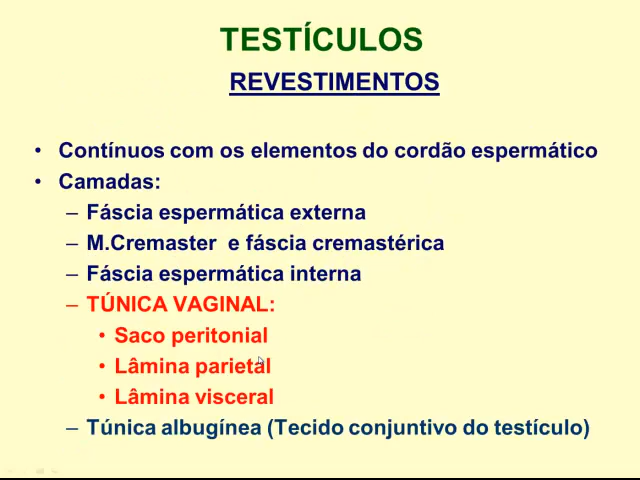 TESTÍCULOS
REVESTIMENTOS
• Contínuos com os elementos do cordão espermático
• Camadas:
– Fáscia espermática externa
– M.Cremaster e fáscia cremastérica
– Fáscia espermática interna
– TÚNICA VAGINAL:
• Saco peritonial
• Lâmina parietal
• Lâmina visceral
– Túnica albugínea (Tecido conjuntivo do testículo)